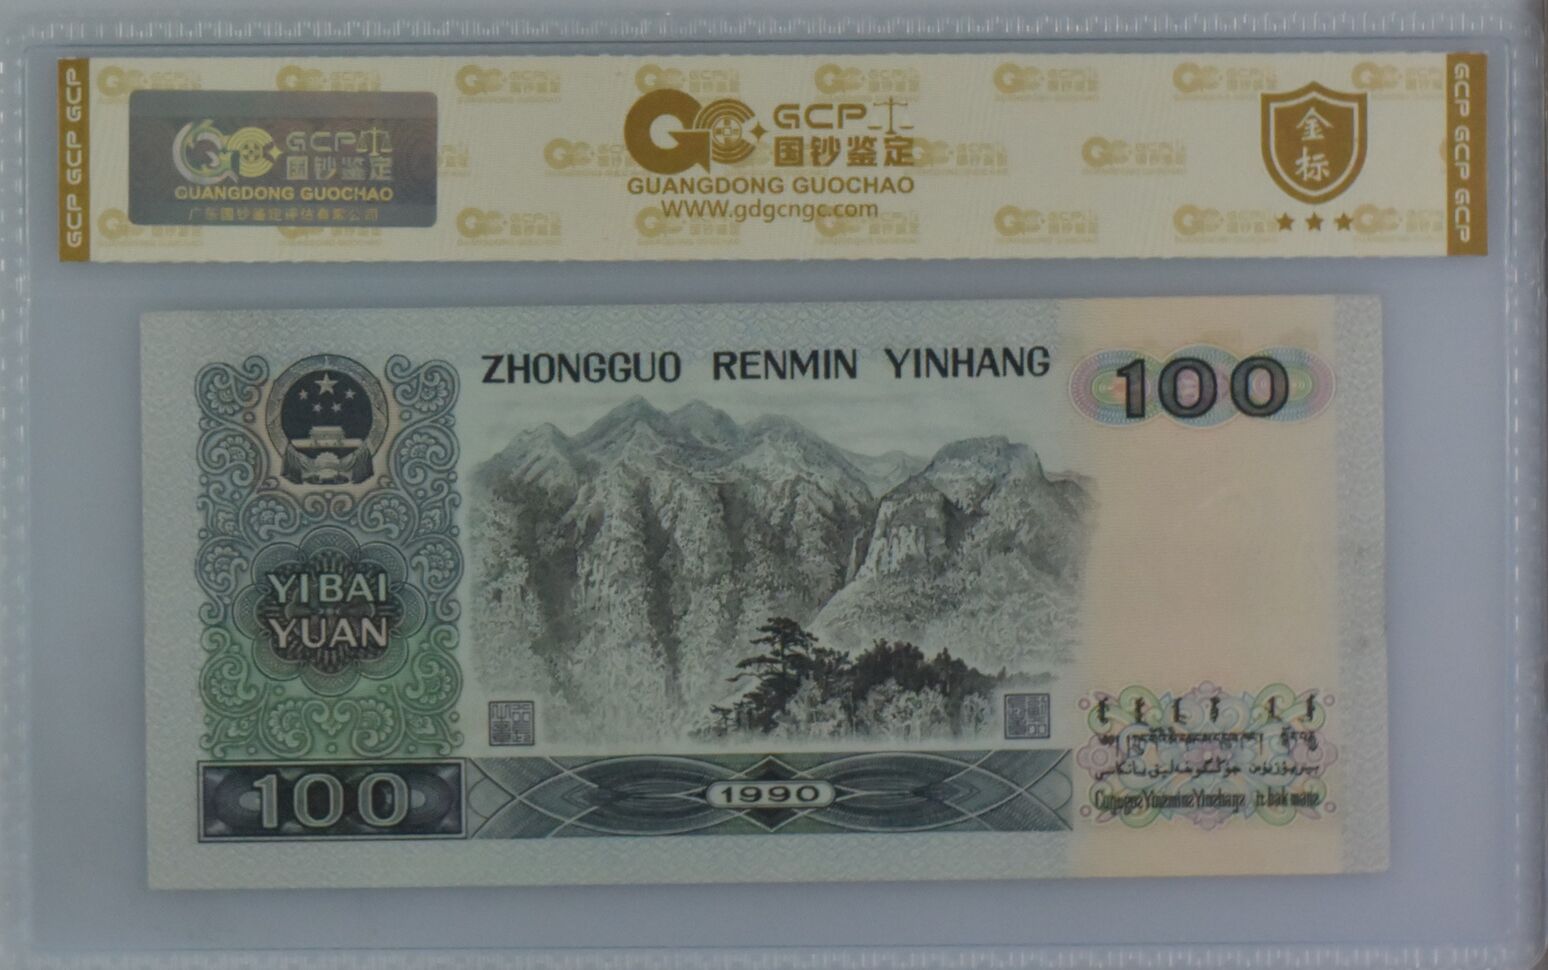 GCP GCP GCP
GCP
国钞鉴定
GUANGDONG GUOCHAO
广东国钞鉴定评估有限公司
GCP
国钞鉴定
GUANGDONG GUOCHAO
WWW.gdgcngc.com
金
标
GCP GCP GCP
ZHONGGUO RENMIN YINHANG
100
YIBAI
YUAN
100
1990